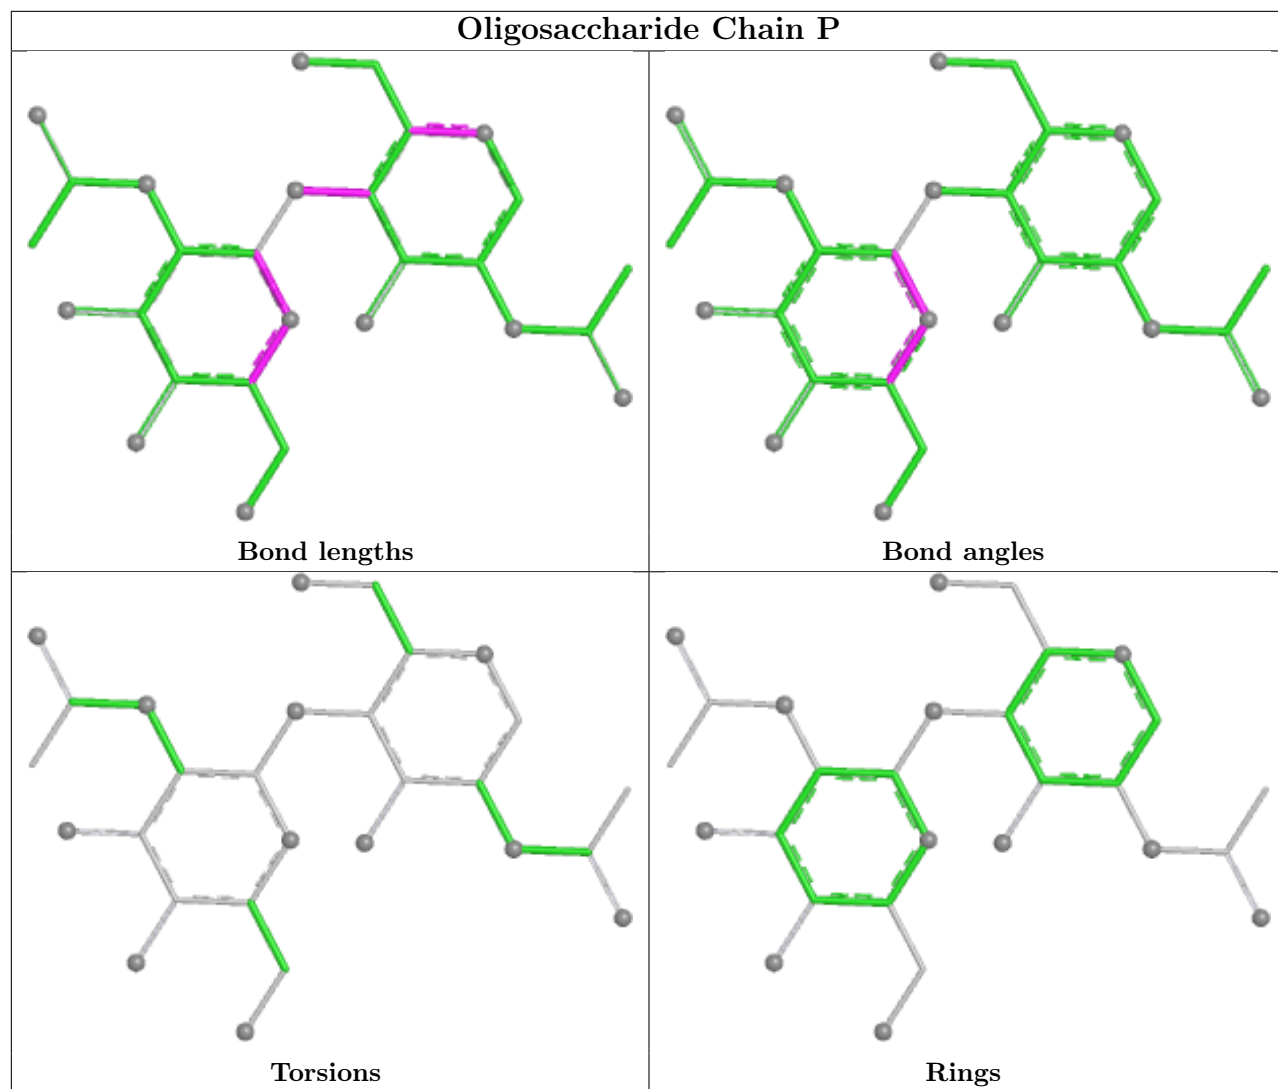 Oligosaccharide Chain P
Bond lengths
Bond angles
Torsions
Rings